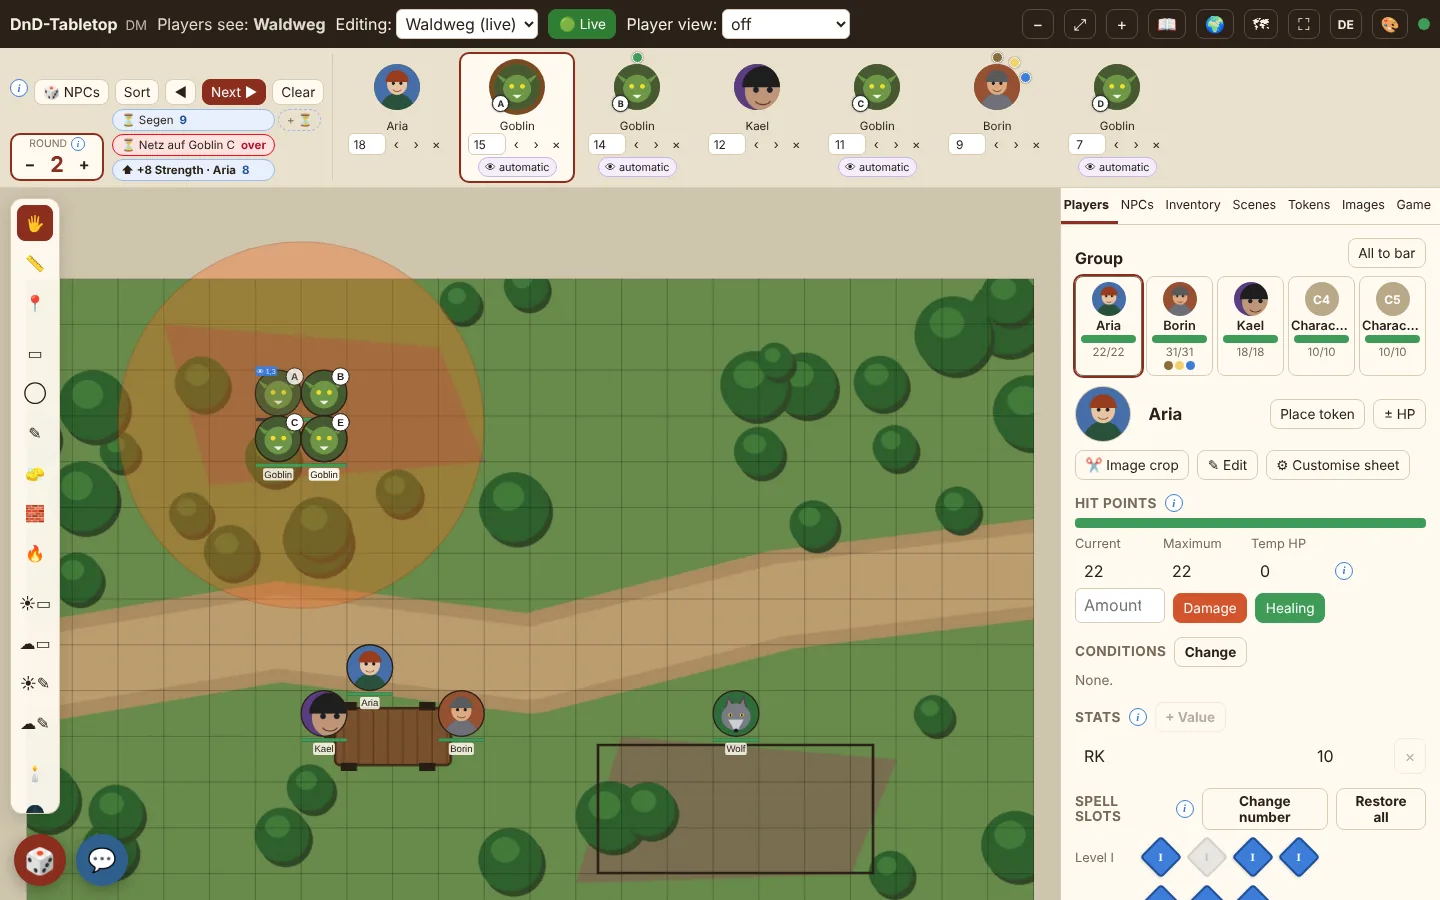 DnD-Tabletop DM Players see: Waldweg Editing: Waldweg (live) Live Player view: off DE
i NPCs Sort ◀ Next ▶ Clear
Segen 9 +
ROUND i
− 2 +
Netz auf Goblin C over
+8 Strength · Aria 8
Aria
18 ‹ › ×
A
Goblin
15 ‹ › ×
automatic
B
Goblin
14 ‹ › ×
automatic
Kael
12 ‹ › ×
C
Goblin
11 ‹ › ×
automatic
Borin
9 ‹ › ×
D
Goblin
7 ‹ › ×
automatic
1,3 A B
C E
Goblin Goblin
Aria
Kael Borin
Wolf
Players NPCs Inventory Scenes Tokens Images Game
Group All to bar
C4 C5
Aria Borin Kael Charac... Charac...
22/22 31/31 18/18 10/10 10/10
Aria Place token ± HP
Image crop Edit Customise sheet
HIT POINTS i
Current Maximum Temp HP
22 22 0 i
Amount Damage Healing
CONDITIONS Change
None.
STATS i + Value
RK 10 ×
SPELL SLOTS i Change number Restore all
Level I I I I I